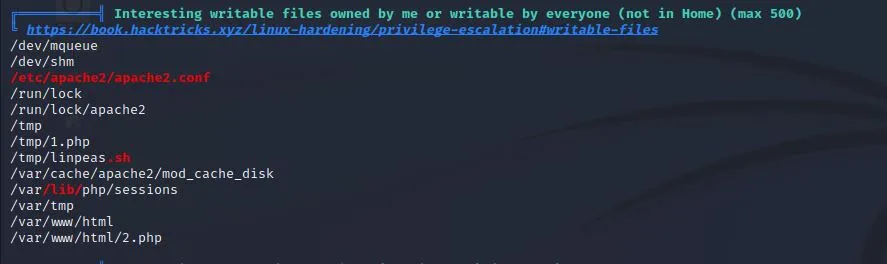 ╔══════════╣ Interesting writable files owned by me or writable by everyone (not in Home) (max 500)
╚ https://book.hacktricks.xyz/linux-hardening/privilege-escalation#writable-files
/dev/mqueue
/dev/shm
/etc/apache2/apache2.conf
/run/lock
/run/lock/apache2
/tmp
/tmp/1.php
/tmp/linpeas.sh
/var/cache/apache2/mod_cache_disk
/var/lib/php/sessions
/var/tmp
/var/www/html
/var/www/html/2.php